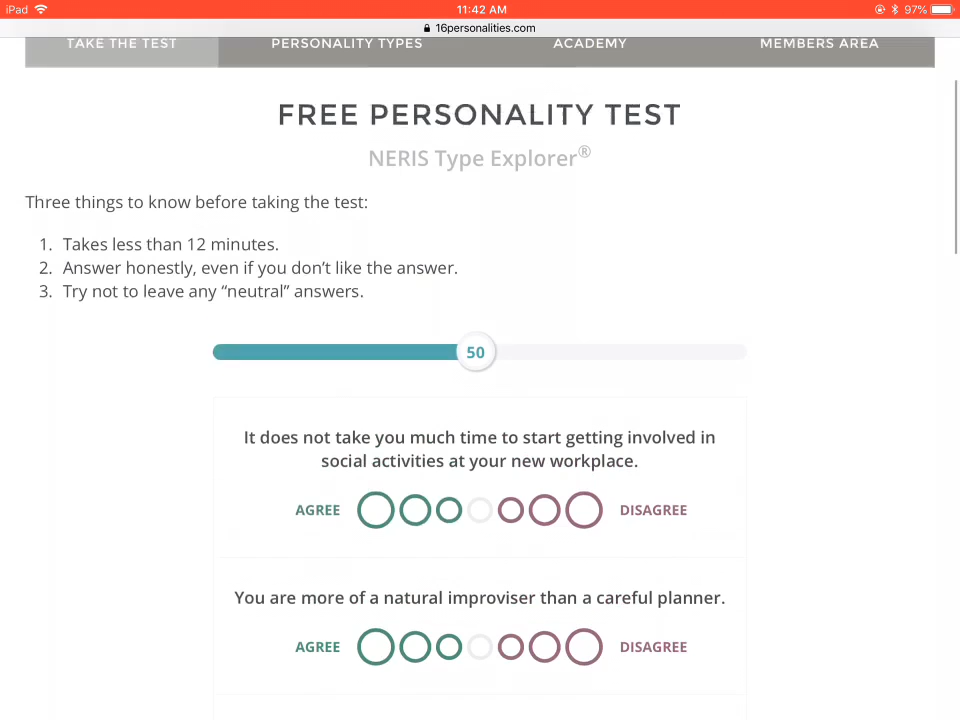 iPad 11:42 AM 97%
16personalities.com
TAKE THE TEST PERSONALITY TYPES ACADEMY MEMBERS AREA
FREE PERSONALITY TEST
NERIS Type Explorer®
Three things to know before taking the test:
1. Takes less than 12 minutes.
2. Answer honestly, even if you don’t like the answer.
3. Try not to leave any “neutral” answers.
50
It does not take you much time to start getting involved in
social activities at your new workplace.
AGREE DISAGREE
You are more of a natural improviser than a careful planner.
AGREE DISAGREE